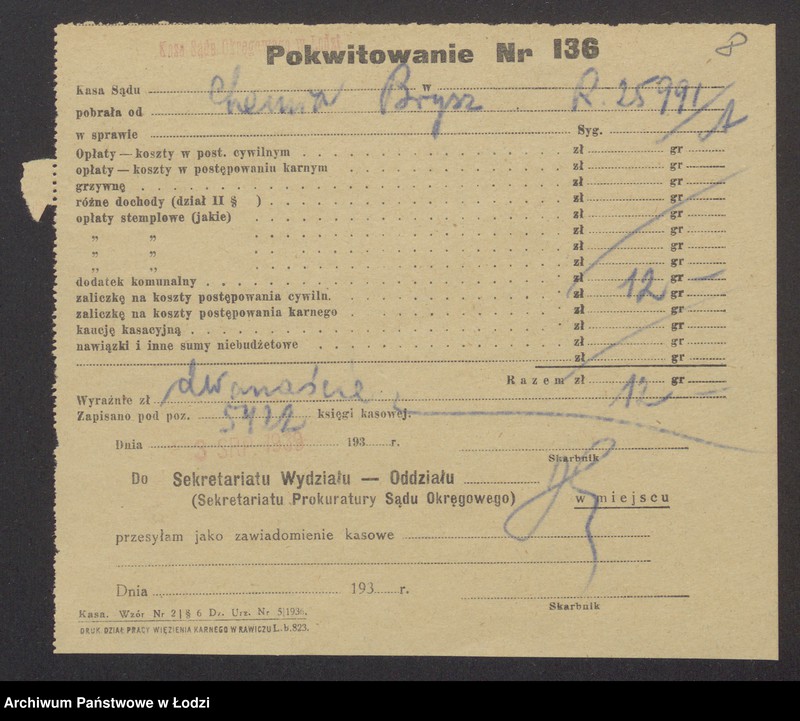 Kasa Sądu Okręgowego w Łodzi
Pokwitowanie Nr 136
8
Kasa Sądu w
pobrała od Chemia Brysz R. 25991
w sprawie Syg. /1
Opłaty — koszty w post. cywilnym zł gr
opłaty — koszty w postępowaniu karnym zł gr
grzywnę zł gr
różne dochody (dział II § ) zł gr
opłaty stemplowe (jakie) zł gr
„ „ zł gr
„ „ zł gr
„ „ zł gr
dodatek komunalny zł gr
zaliczkę na koszty postępowania cywiln. zł 12 gr —
zaliczkę na koszty postępowania karnego zł gr
kaucję kasacyjną zł gr
nawiązki i inne sumy niebudżetowe zł gr
zł gr
Razem zł 12 gr —
Wyraźnie zł dwanaście
Zapisano pod poz. 5422 księgi kasowej.
Dnia 3 1939 193 r.
Skarbnik
Do Sekretariatu Wydziału — Oddziału
(Sekretariatu Prokuratury Sądu Okręgowego) w miejscu
przesyłam jako zawiadomienie kasowe
Dnia 193 r.
Skarbnik
Kasa. Wzór Nr 2 | § 6 Dz. Urz. Nr 5|1936.
DRUK. DZIAŁ PRACY WIĘZIENIA KARNEGO W RAWICZU L. b. 823.
Archiwum Państwowe w Łodzi